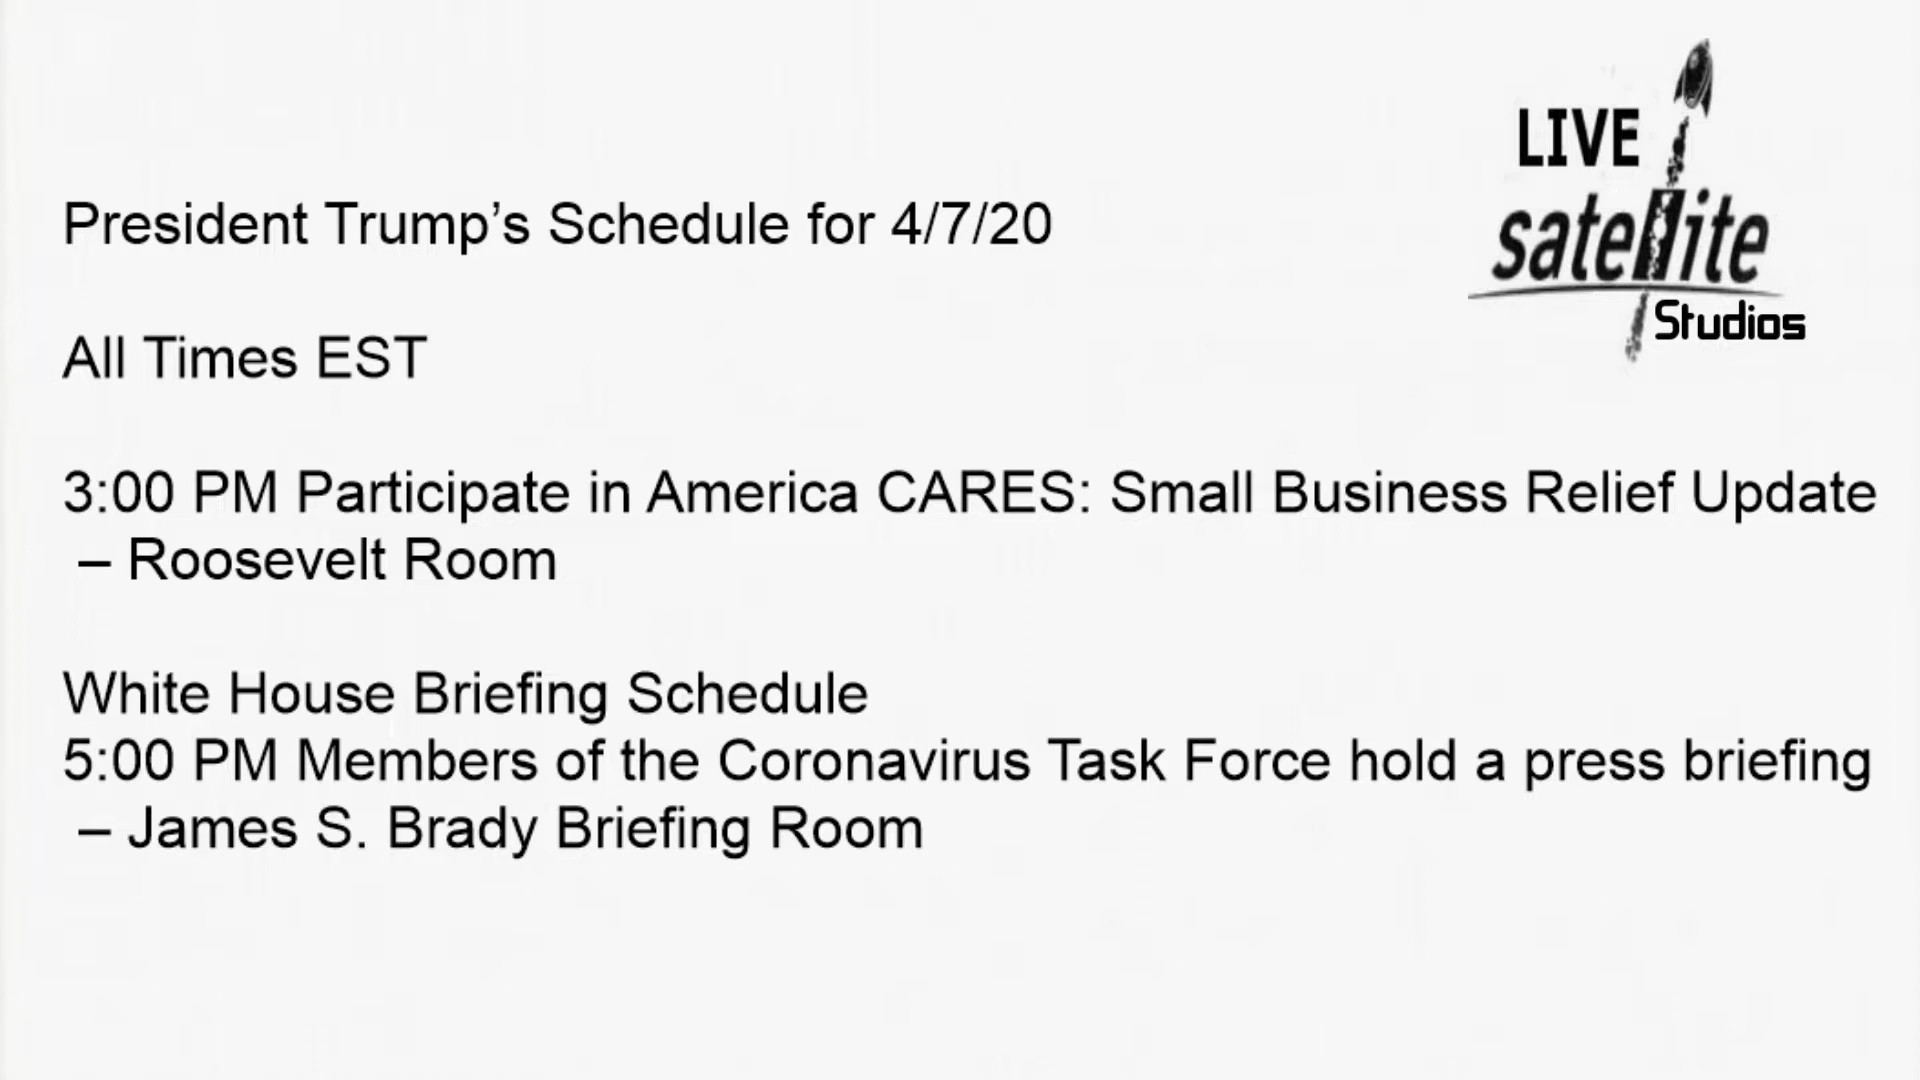 LIVE
satellite
Studios
President Trump’s Schedule for 4/7/20
All Times EST
3:00 PM Participate in America CARES: Small Business Relief Update
– Roosevelt Room
White House Briefing Schedule
5:00 PM Members of the Coronavirus Task Force hold a press briefing
– James S. Brady Briefing Room